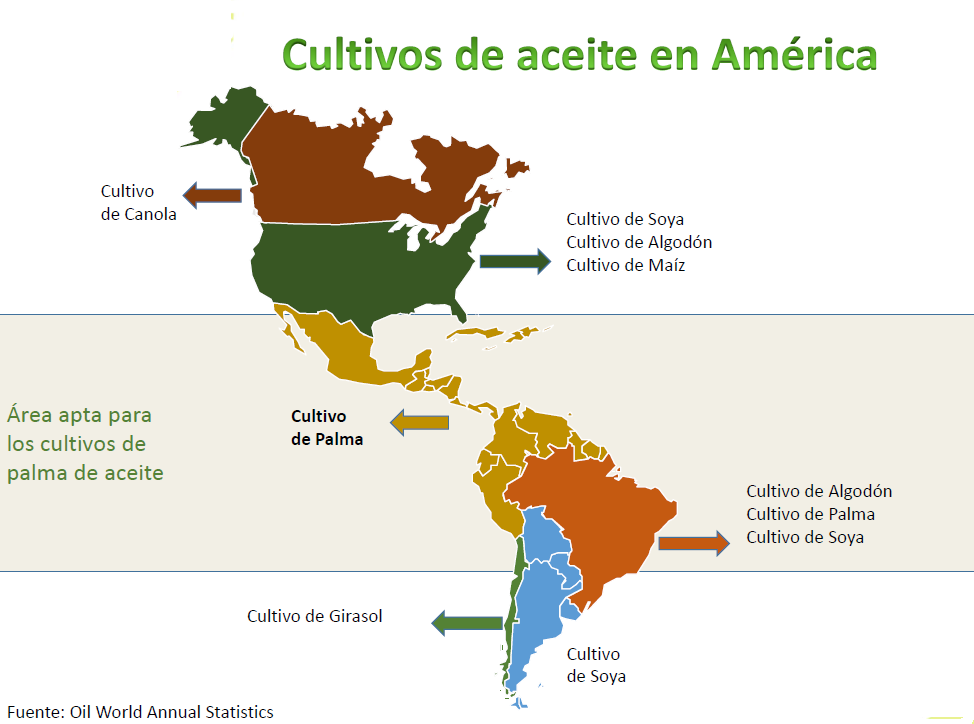 Cultivos de aceite en América
Cultivo
de Canola
Cultivo de Soya
Cultivo de Algodón
Cultivo de Maíz
Área apta para
los cultivos de
palma de aceite
Cultivo
de Palma
Cultivo de Algodón
Cultivo de Palma
Cultivo de Soya
Cultivo de Girasol
Cultivo
de Soya
Fuente: Oil World Annual Statistics